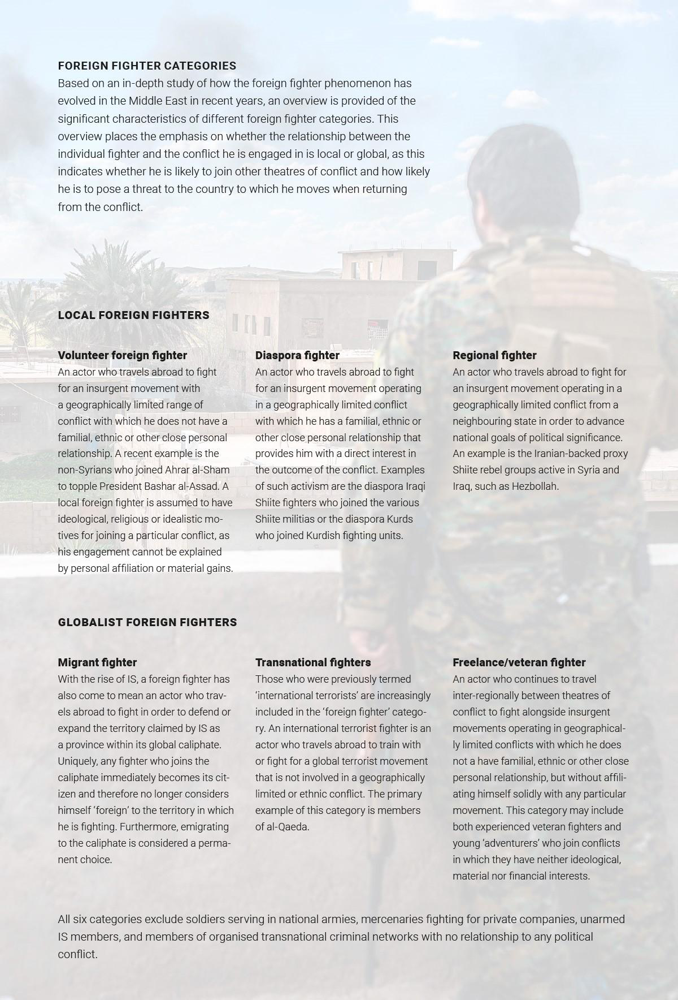 FOREIGN FIGHTER CATEGORIES
Based on an in-depth study of how the foreign fighter phenomenon has
evolved in the Middle East in recent years, an overview is provided of the
significant characteristics of different foreign fighter categories. This
overview places the emphasis on whether the relationship between the
individual fighter and the conflict he is engaged in is local or global, as this
indicates whether he is likely to join other theatres of conflict and how likely
he is to pose a threat to the country to which he moves when returning
from the conflict.
LOCAL FOREIGN FIGHTERS
Volunteer foreign fighter
An actor who travels abroad to fight
for an insurgent movement with
a geographically limited range of
conflict with which he does not have a
familial, ethnic or other close personal
relationship. A recent example is the
non-Syrians who joined Ahrar al-Sham
to topple President Bashar al-Assad. A
local foreign fighter is assumed to have
ideological, religious or idealistic mo-
tives for joining a particular conflict, as
his engagement cannot be explained
by personal affiliation or material gains.
Diaspora fighter
An actor who travels abroad to fight
for an insurgent movement operating
in a geographically limited conflict
with which he has a familial, ethnic or
other close personal relationship that
provides him with a direct interest in
the outcome of the conflict. Examples
of such activism are the diaspora Iraqi
Shiite fighters who joined the various
Shiite militias or the diaspora Kurds
who joined Kurdish fighting units.
Regional fighter
An actor who travels abroad to fight for
an insurgent movement operating in a
geographically limited conflict from a
neighbouring state in order to advance
national goals of political significance.
An example is the Iranian-backed proxy
Shiite rebel groups active in Syria and
Iraq, such as Hezbollah.
GLOBALIST FOREIGN FIGHTERS
Migrant fighter
With the rise of IS, a foreign fighter has
also come to mean an actor who trav-
els abroad to fight in order to defend or
expand the territory claimed by IS as
a province within its global caliphate.
Uniquely, any fighter who joins the
caliphate immediately becomes its cit-
izen and therefore no longer considers
himself ‘foreign’ to the territory in which
he is fighting. Furthermore, emigrating
to the caliphate is considered a perma-
nent choice.
Transnational fighters
Those who were previously termed
‘international terrorists’ are increasingly
included in the ‘foreign fighter’ catego-
ry. An international terrorist fighter is an
actor who travels abroad to train with
or fight for a global terrorist movement
that is not involved in a geographically
limited or ethnic conflict. The primary
example of this category is members
of al-Qaeda.
Freelance/veteran fighter
An actor who continues to travel
inter-regionally between theatres of
conflict to fight alongside insurgent
movements operating in geographical-
ly limited conflicts with which he does
not a have familial, ethnic or other close
personal relationship, but without affili-
ating himself solidly with any particular
movement. This category may include
both experienced veteran fighters and
young ‘adventurers’ who join conflicts
in which they have neither ideological,
material nor financial interests.
All six categories exclude soldiers serving in national armies, mercenaries fighting for private companies, unarmed
IS members, and members of organised transnational criminal networks with no relationship to any political
conflict.